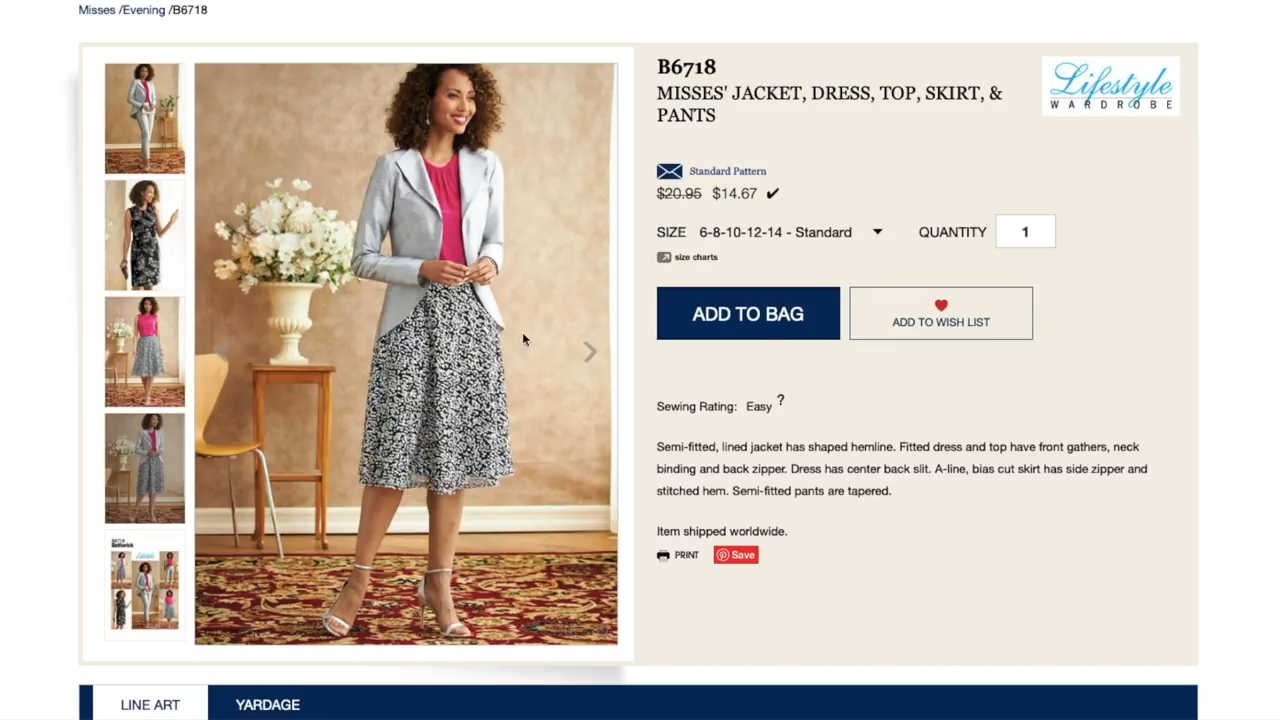 Misses /Evening /B6718
B6718
MISSES' JACKET, DRESS, TOP, SKIRT, &
PANTS
Lifestyle
WARDROBE
Standard Pattern
$20.95 $14.67 ✔
SIZE 6-8-10-12-14 - Standard
QUANTITY 1
size charts
ADD TO BAG
ADD TO WISH LIST
Sewing Rating: Easy ?
Semi-fitted, lined jacket has shaped hemline. Fitted dress and top have front gathers, neck
binding and back zipper. Dress has center back slit. A-line, bias cut skirt has side zipper and
stitched hem. Semi-fitted pants are tapered.
Item shipped worldwide.
PRINT
Save
Butterick
LINE ART
YARDAGE